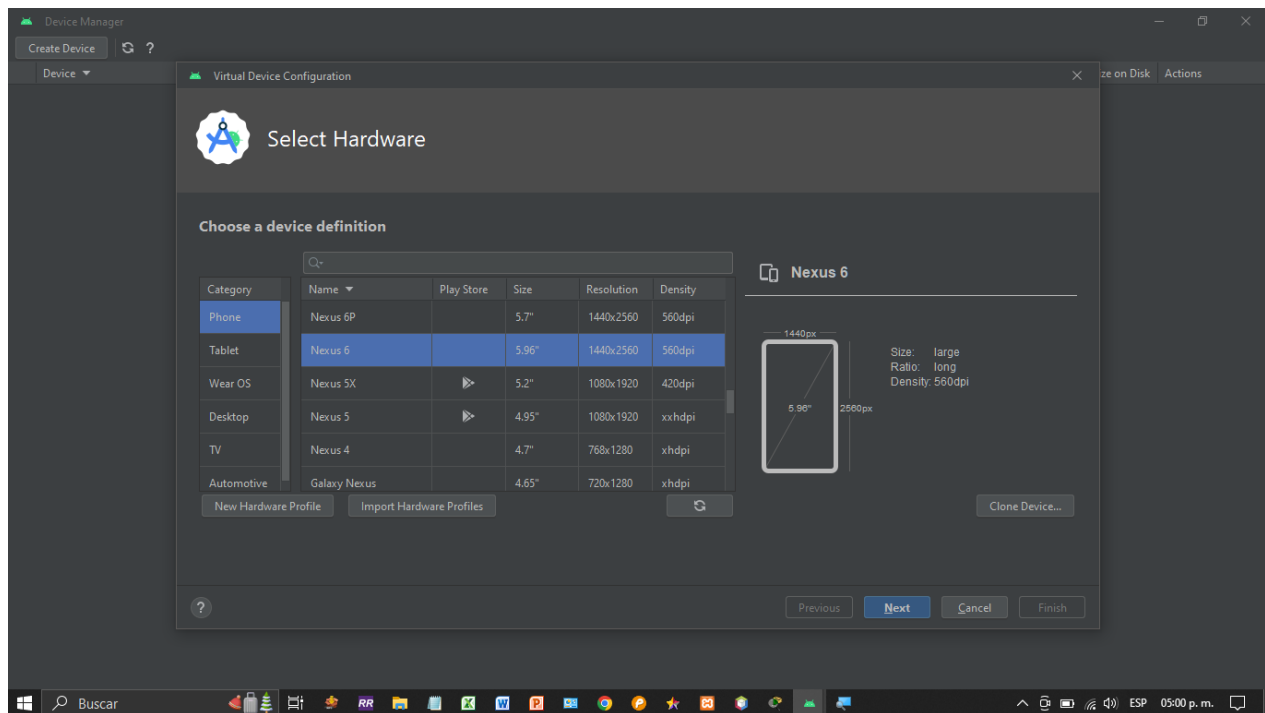 Device Manager
Create Device ?
Device ze on Disk Actions
Virtual Device Configuration
Select Hardware
Choose a device definition
Category
Phone
Tablet
Wear OS
Desktop
TV
Automotive
Name Play Store Size Resolution Density
Nexus 6P 5.7" 1440x2560 560dpi
Nexus 6 5.96" 1440x2560 560dpi
Nexus 5X 5.2" 1080x1920 420dpi
Nexus 5 4.95" 1080x1920 xxhdpi
Nexus 4 4.7" 768x1280 xhdpi
Galaxy Nexus 4.65" 720x1280 xhdpi
Nexus 6
1440px
5.96"
2560px
Size: large
Ratio: long
Density: 560dpi
New Hardware Profile Import Hardware Profiles Clone Device...
? Previous Next Cancel Finish
Buscar RR ESP 05:00 p. m.